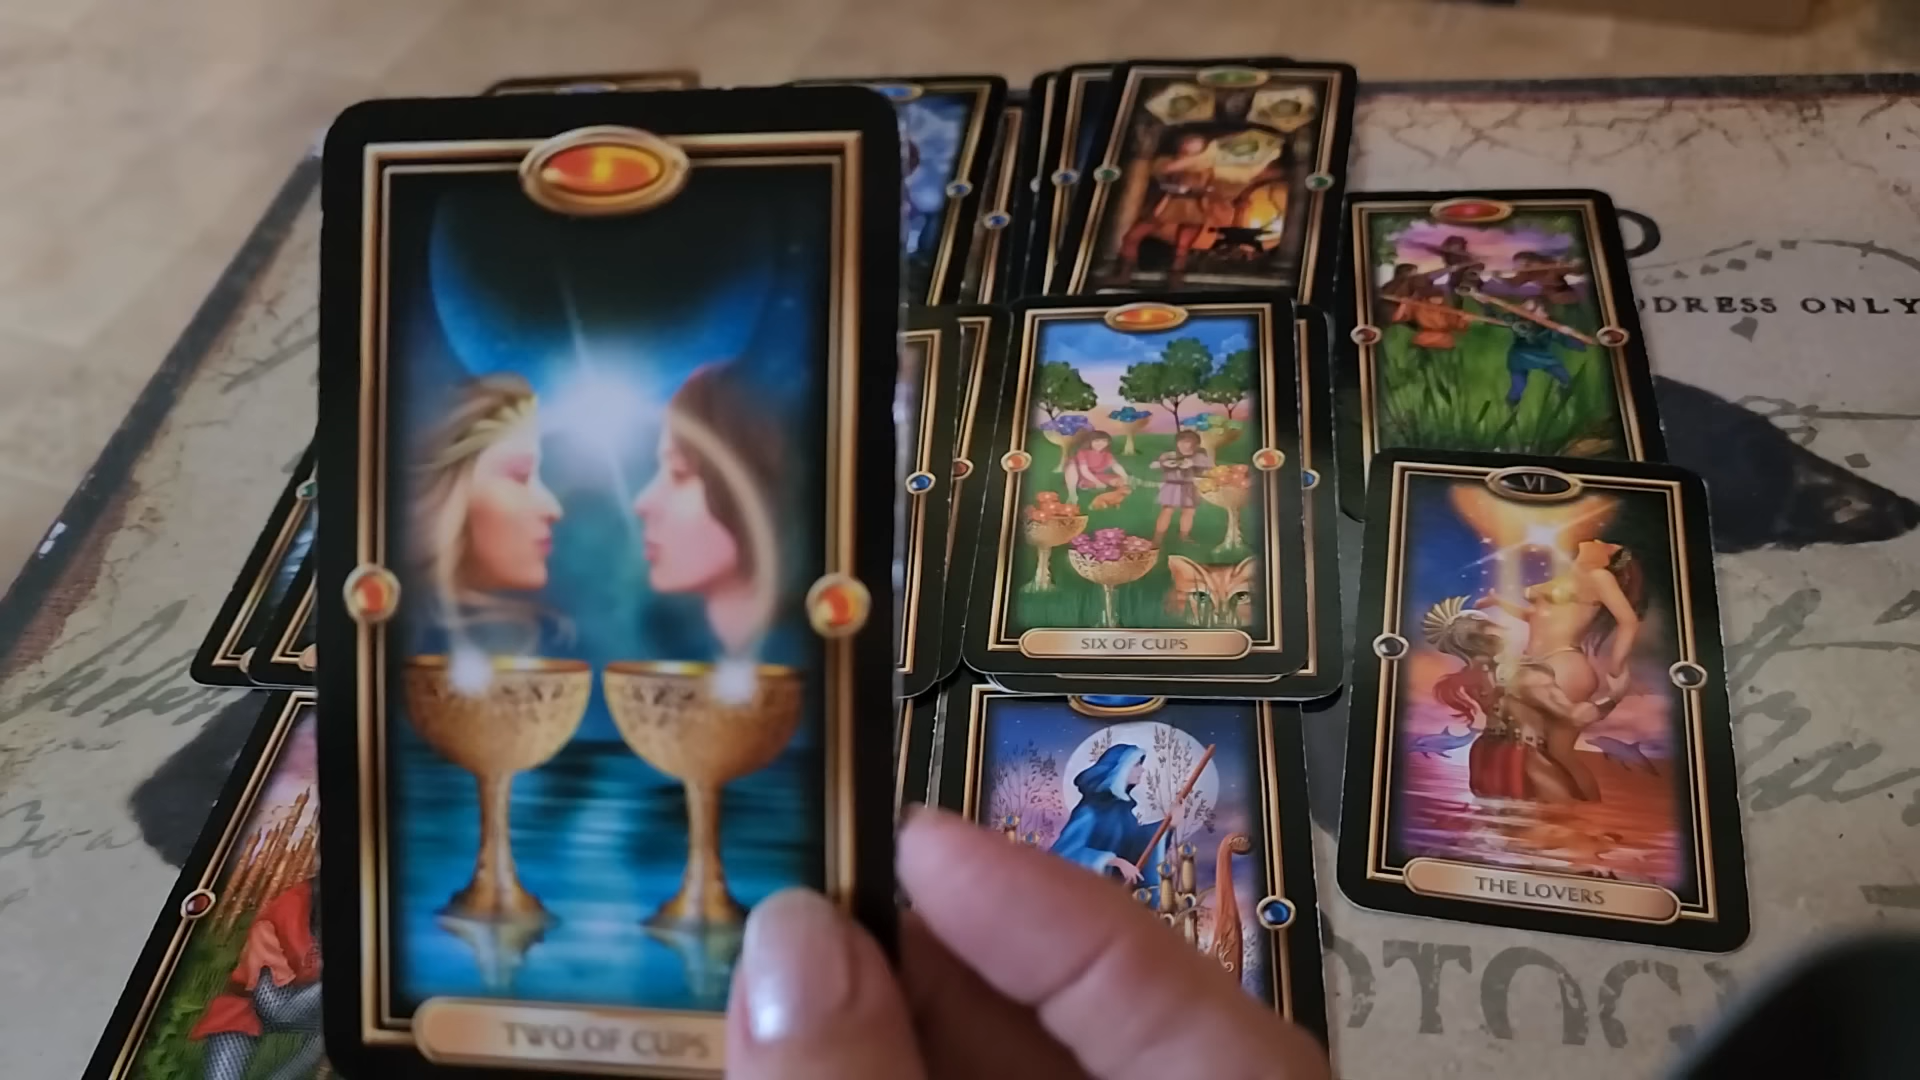 DDRESS ONLY
SIX OF CUPS
VI
THE LOVERS
TWO OF CUPS